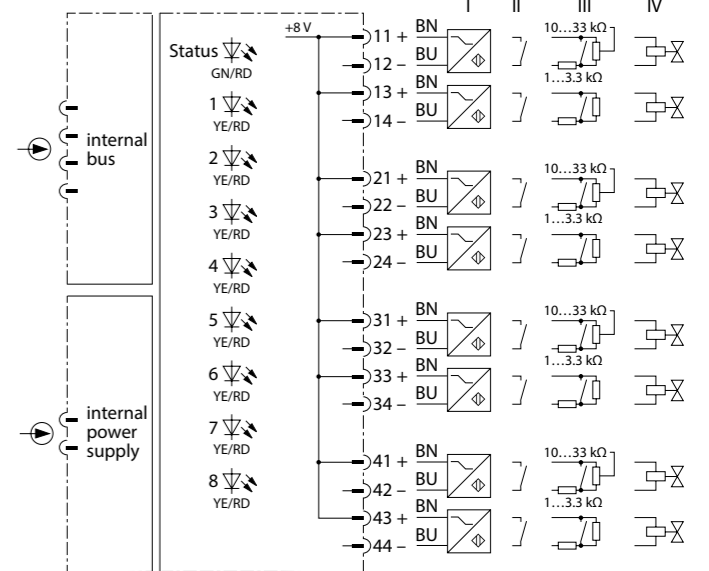 I II III IV
+8 V
Status
GN/RD
1
YE/RD
2
YE/RD
3
YE/RD
4
YE/RD
5
YE/RD
6
YE/RD
7
YE/RD
8
YE/RD
internal
bus
internal
power
supply
11 + BN 10…33 kΩ
12 – BU 1…3.3 kΩ
13 + BN
14 – BU
21 + BN 10…33 kΩ
22 – BU 1…3.3 kΩ
23 + BN
24 – BU
31 + BN 10…33 kΩ
32 – BU 1…3.3 kΩ
33 + BN
34 – BU
41 + BN 10…33 kΩ
42 – BU 1…3.3 kΩ
43 + BN
44 – BU